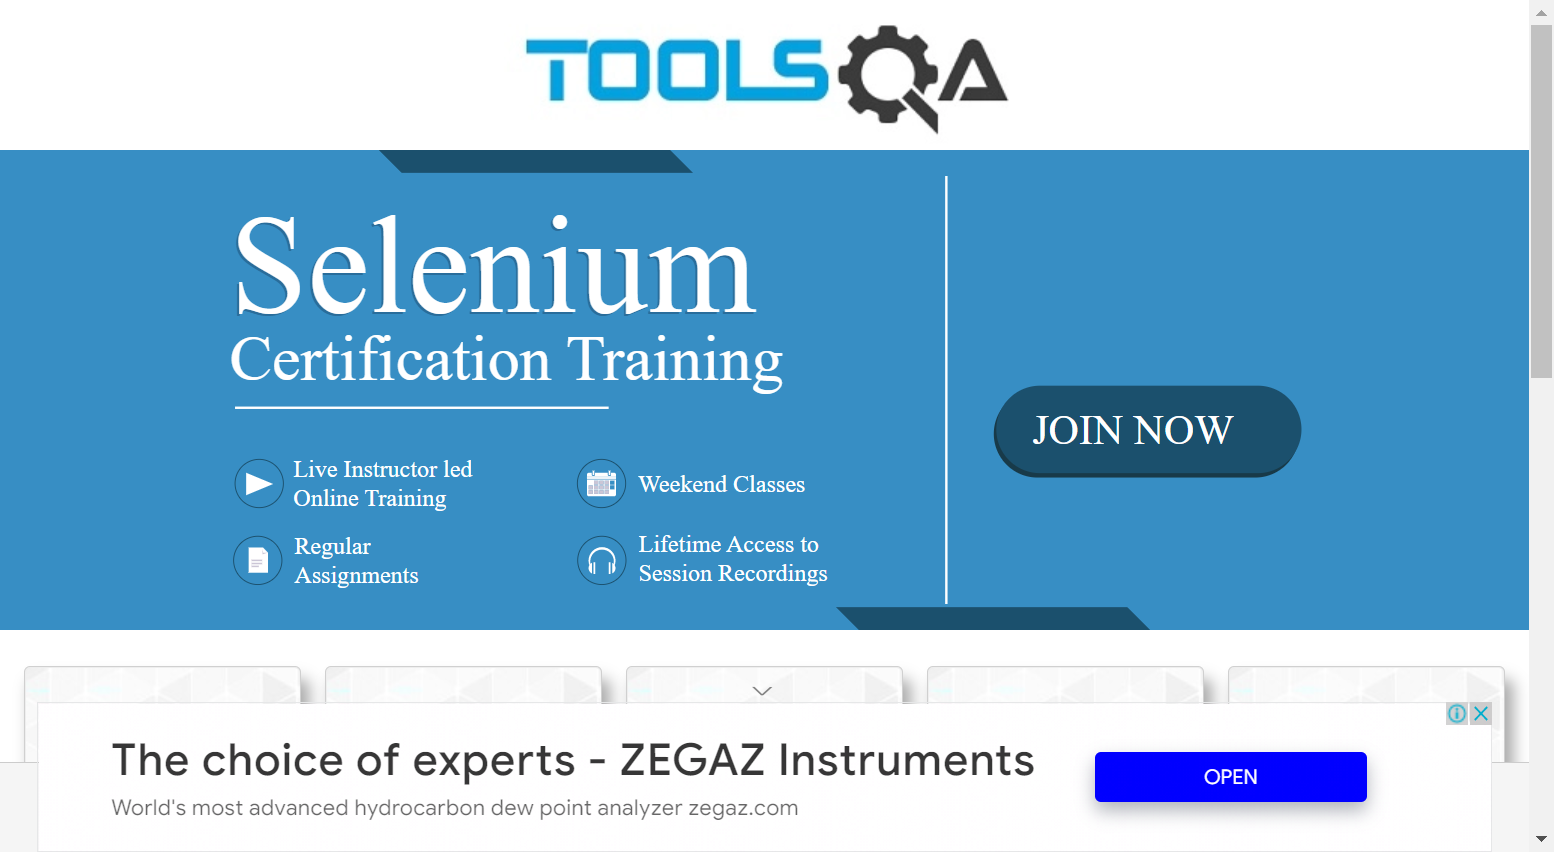 TOOLSQA
Selenium
Certification Training
Live Instructor led
Online Training
Weekend Classes
Regular
Assignments
Lifetime Access to
Session Recordings
JOIN NOW
The choice of experts - ZEGAZ Instruments
World's most advanced hydrocarbon dew point analyzer zegaz.com
OPEN